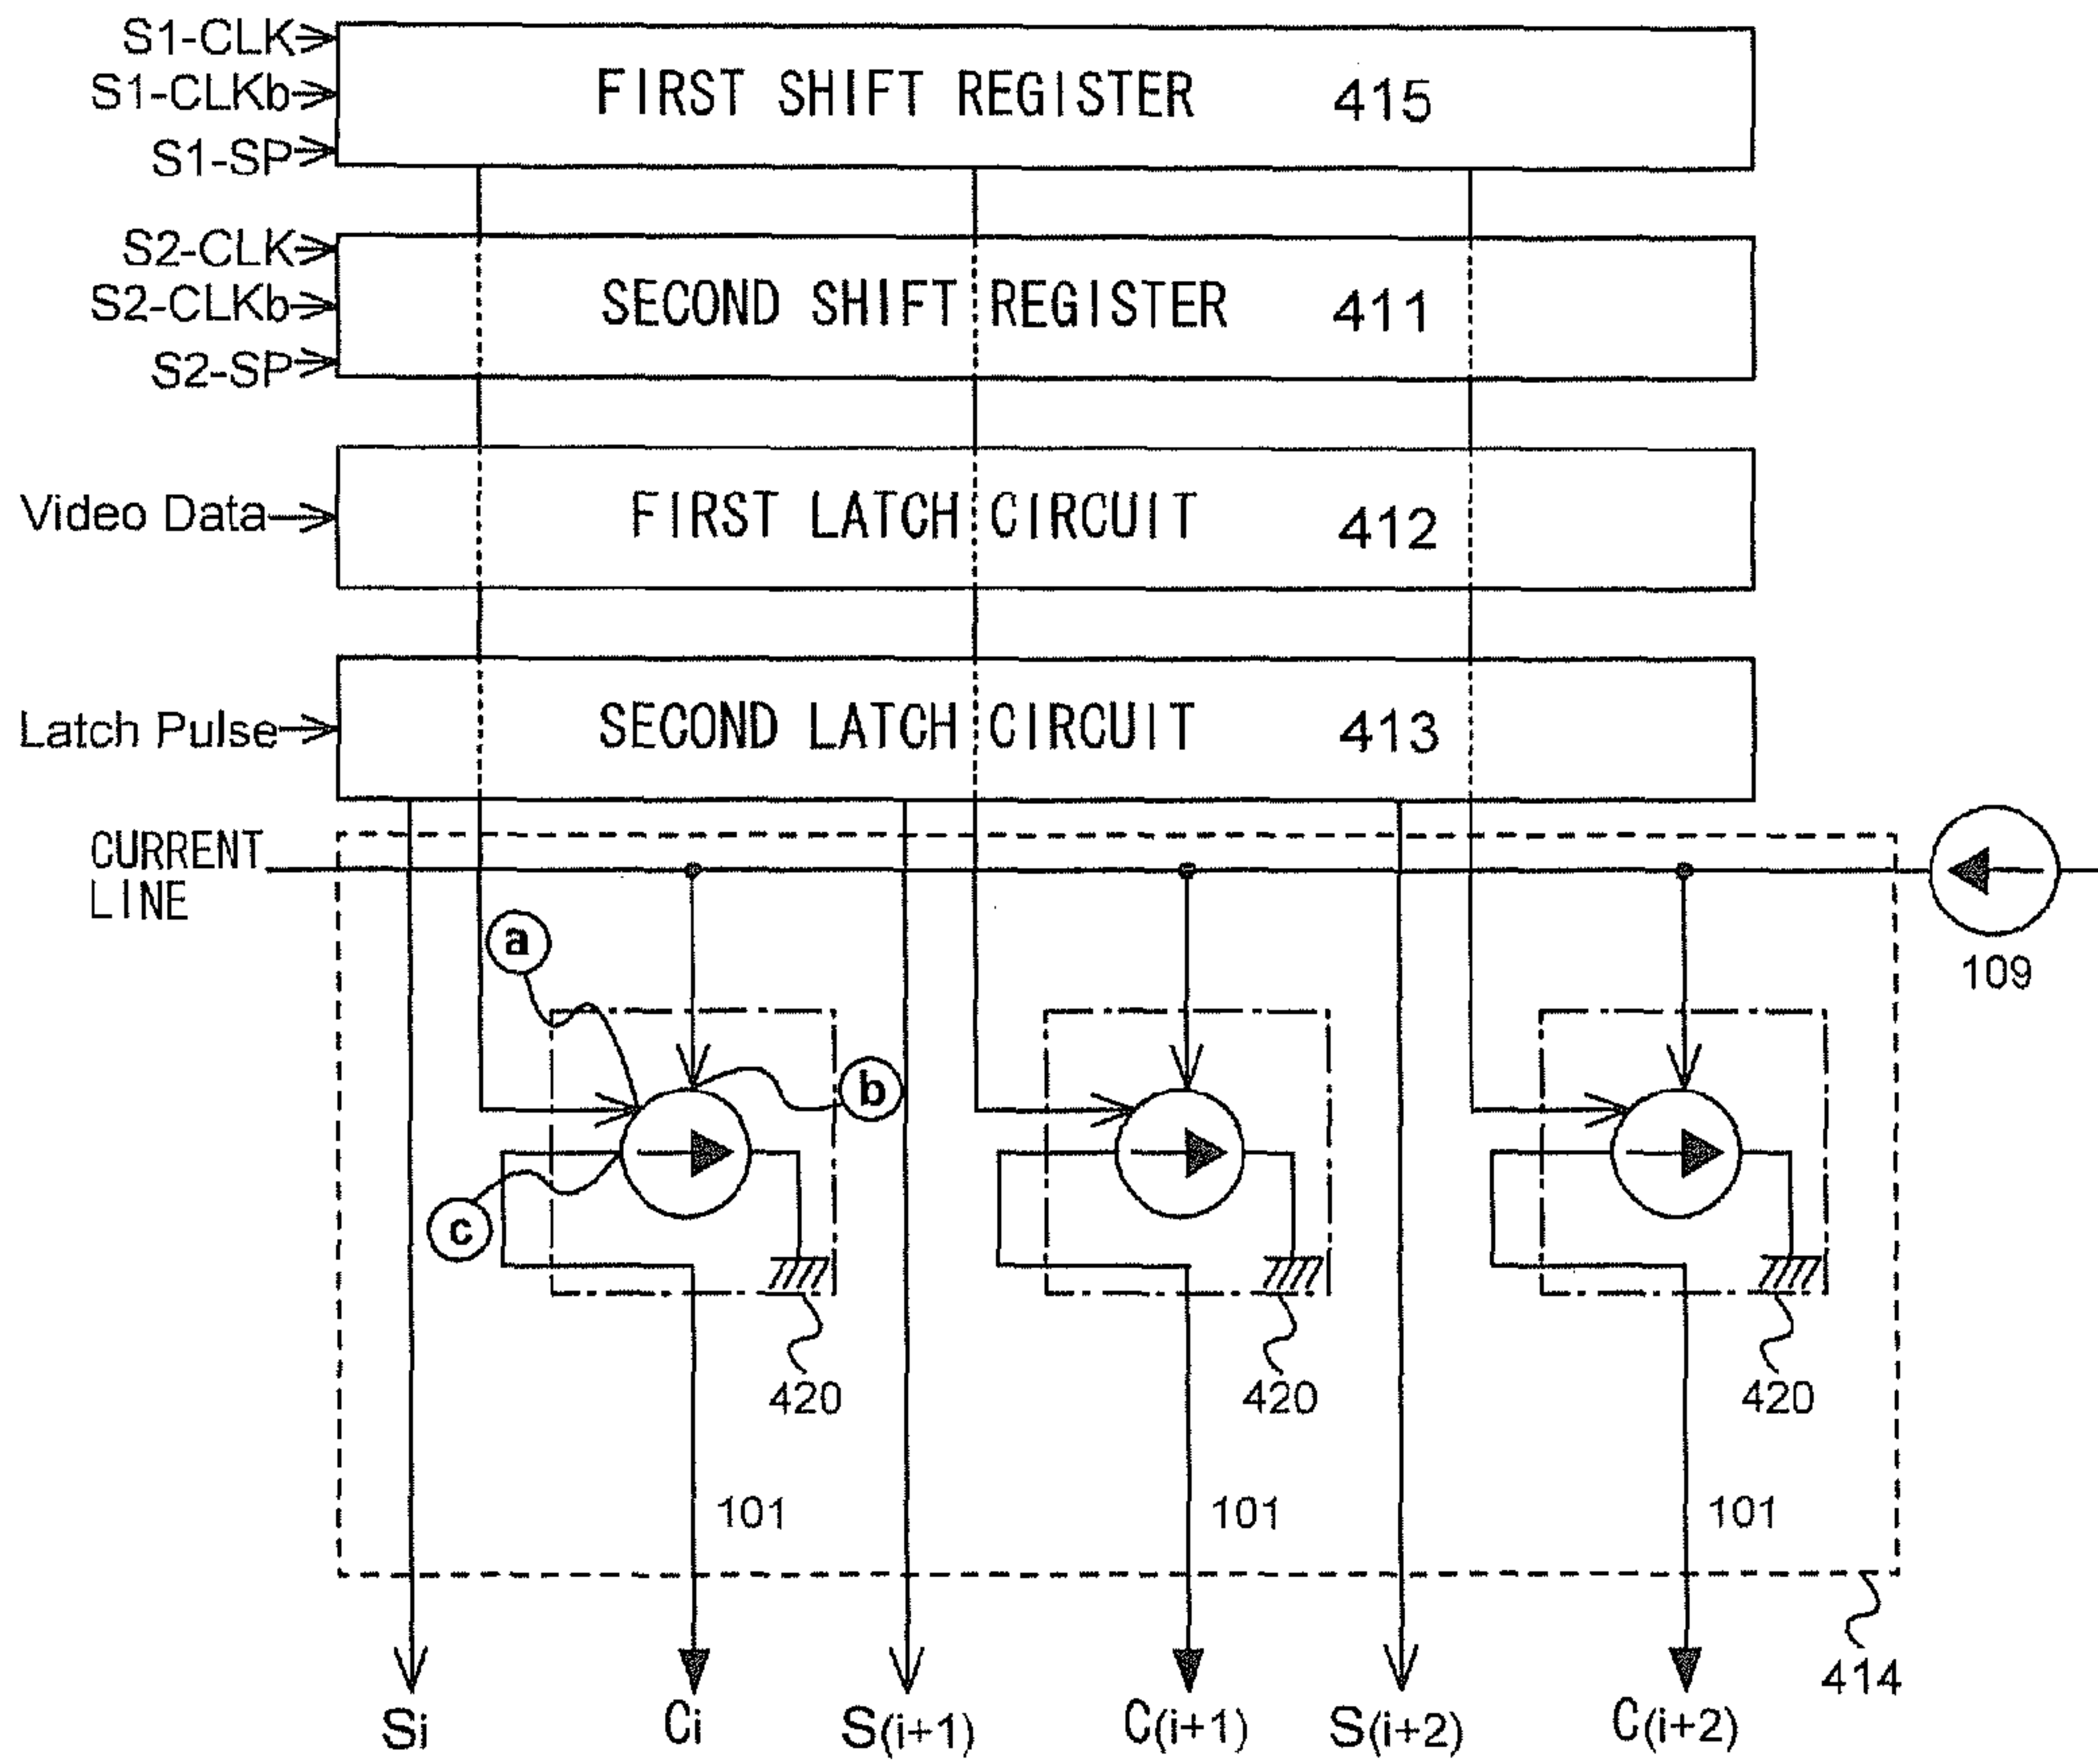 S1-CLK
S1-CLKb
S1-SP
FIRST SHIFT REGISTER 415
S2-CLK
S2-CLKb
S2-SP
SECOND SHIFT REGISTER 411
Video Data
FIRST LATCH CIRCUIT 412
Latch Pulse
SECOND LATCH CIRCUIT 413
CURRENT
LINE
109
a
b
c
420
420
420
101
101
101
414
Si
Ci
S(i+1)
C(i+1)
S(i+2)
C(i+2)